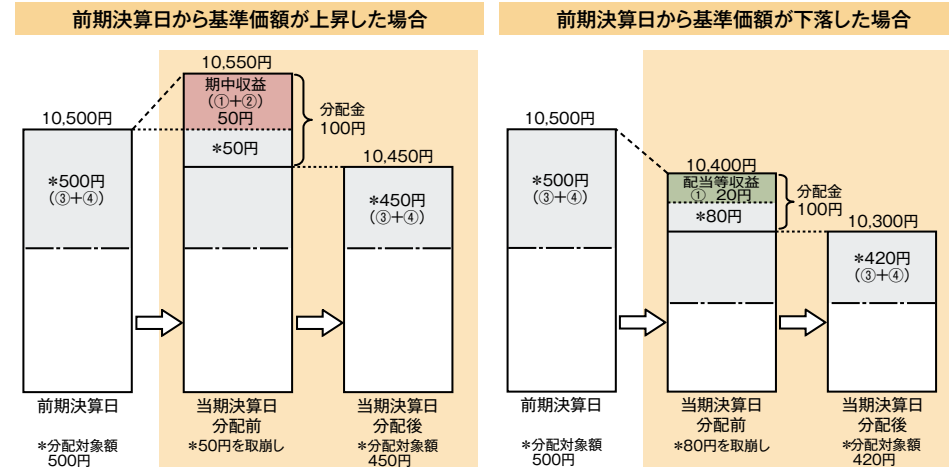 前期決算日から基準価額が上昇した場合
10,550円
期中収益
（①＋②）
50円
10,500円
分配金
100円
＊50円
10,450円
＊500円
（③＋④）
＊450円
（③＋④）
前期決算日
当期決算日
分配前
当期決算日
分配後
＊分配対象額
500円
＊50円を取崩し
＊分配対象額
450円
前期決算日から基準価額が下落した場合
10,500円
10,400円
配当等収益
① 20円
分配金
100円
＊80円
10,300円
＊500円
（③＋④）
＊420円
（③＋④）
前期決算日
当期決算日
分配前
当期決算日
分配後
＊分配対象額
500円
＊80円を取崩し
＊分配対象額
420円